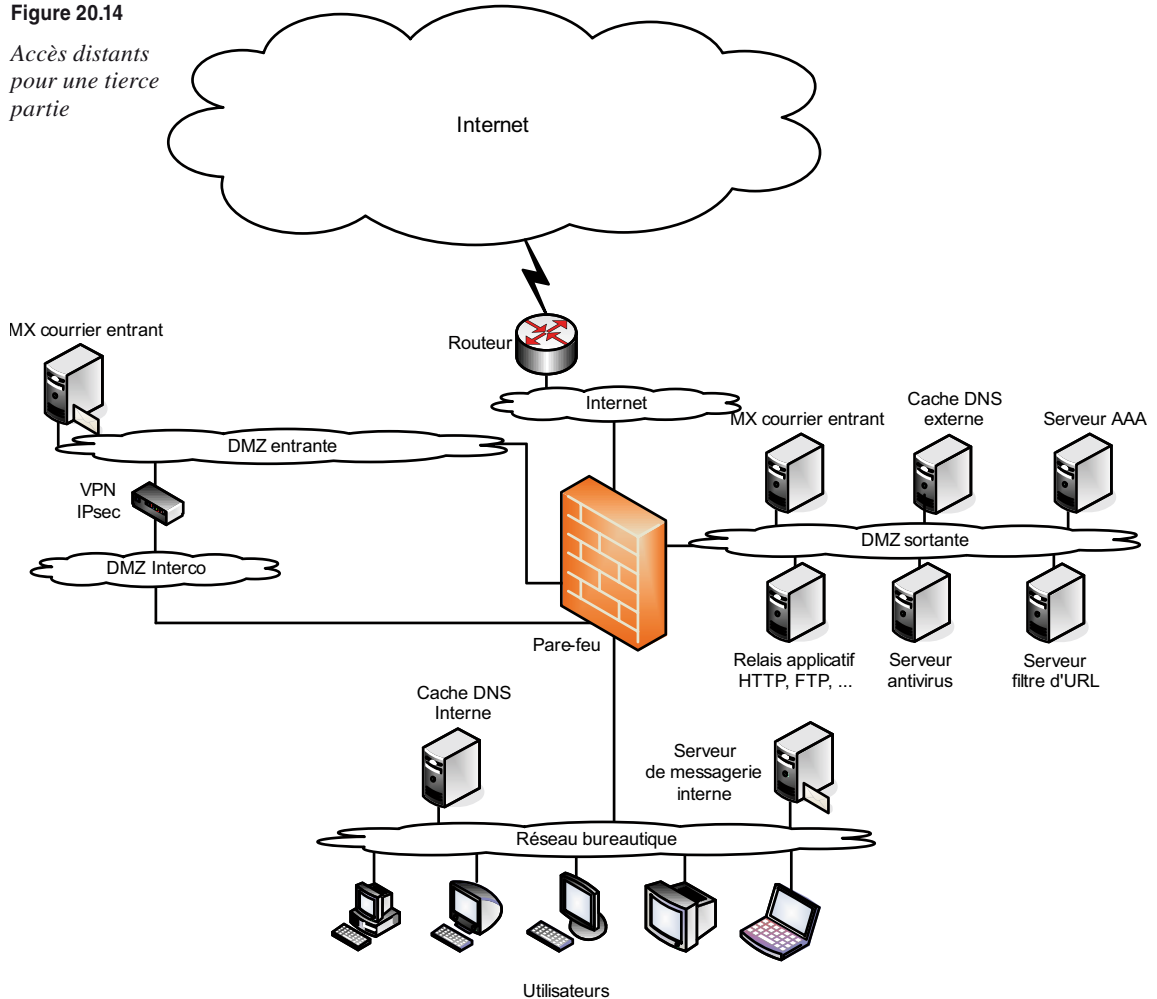 Figure 20.14
Accès distants
pour une tierce
partie
Internet
Routeur
MX courrier entrant
Internet
DMZ entrante
VPN
IPsec
DMZ Interco
MX courrier entrant
Cache DNS
externe
Serveur AAA
DMZ sortante
Pare-feu
Relais applicatif
HTTP, FTP, ...
Serveur
antivirus
Serveur
filtre d'URL
Cache DNS
Interne
Serveur
de messagerie
interne
Réseau bureautique
Utilisateurs